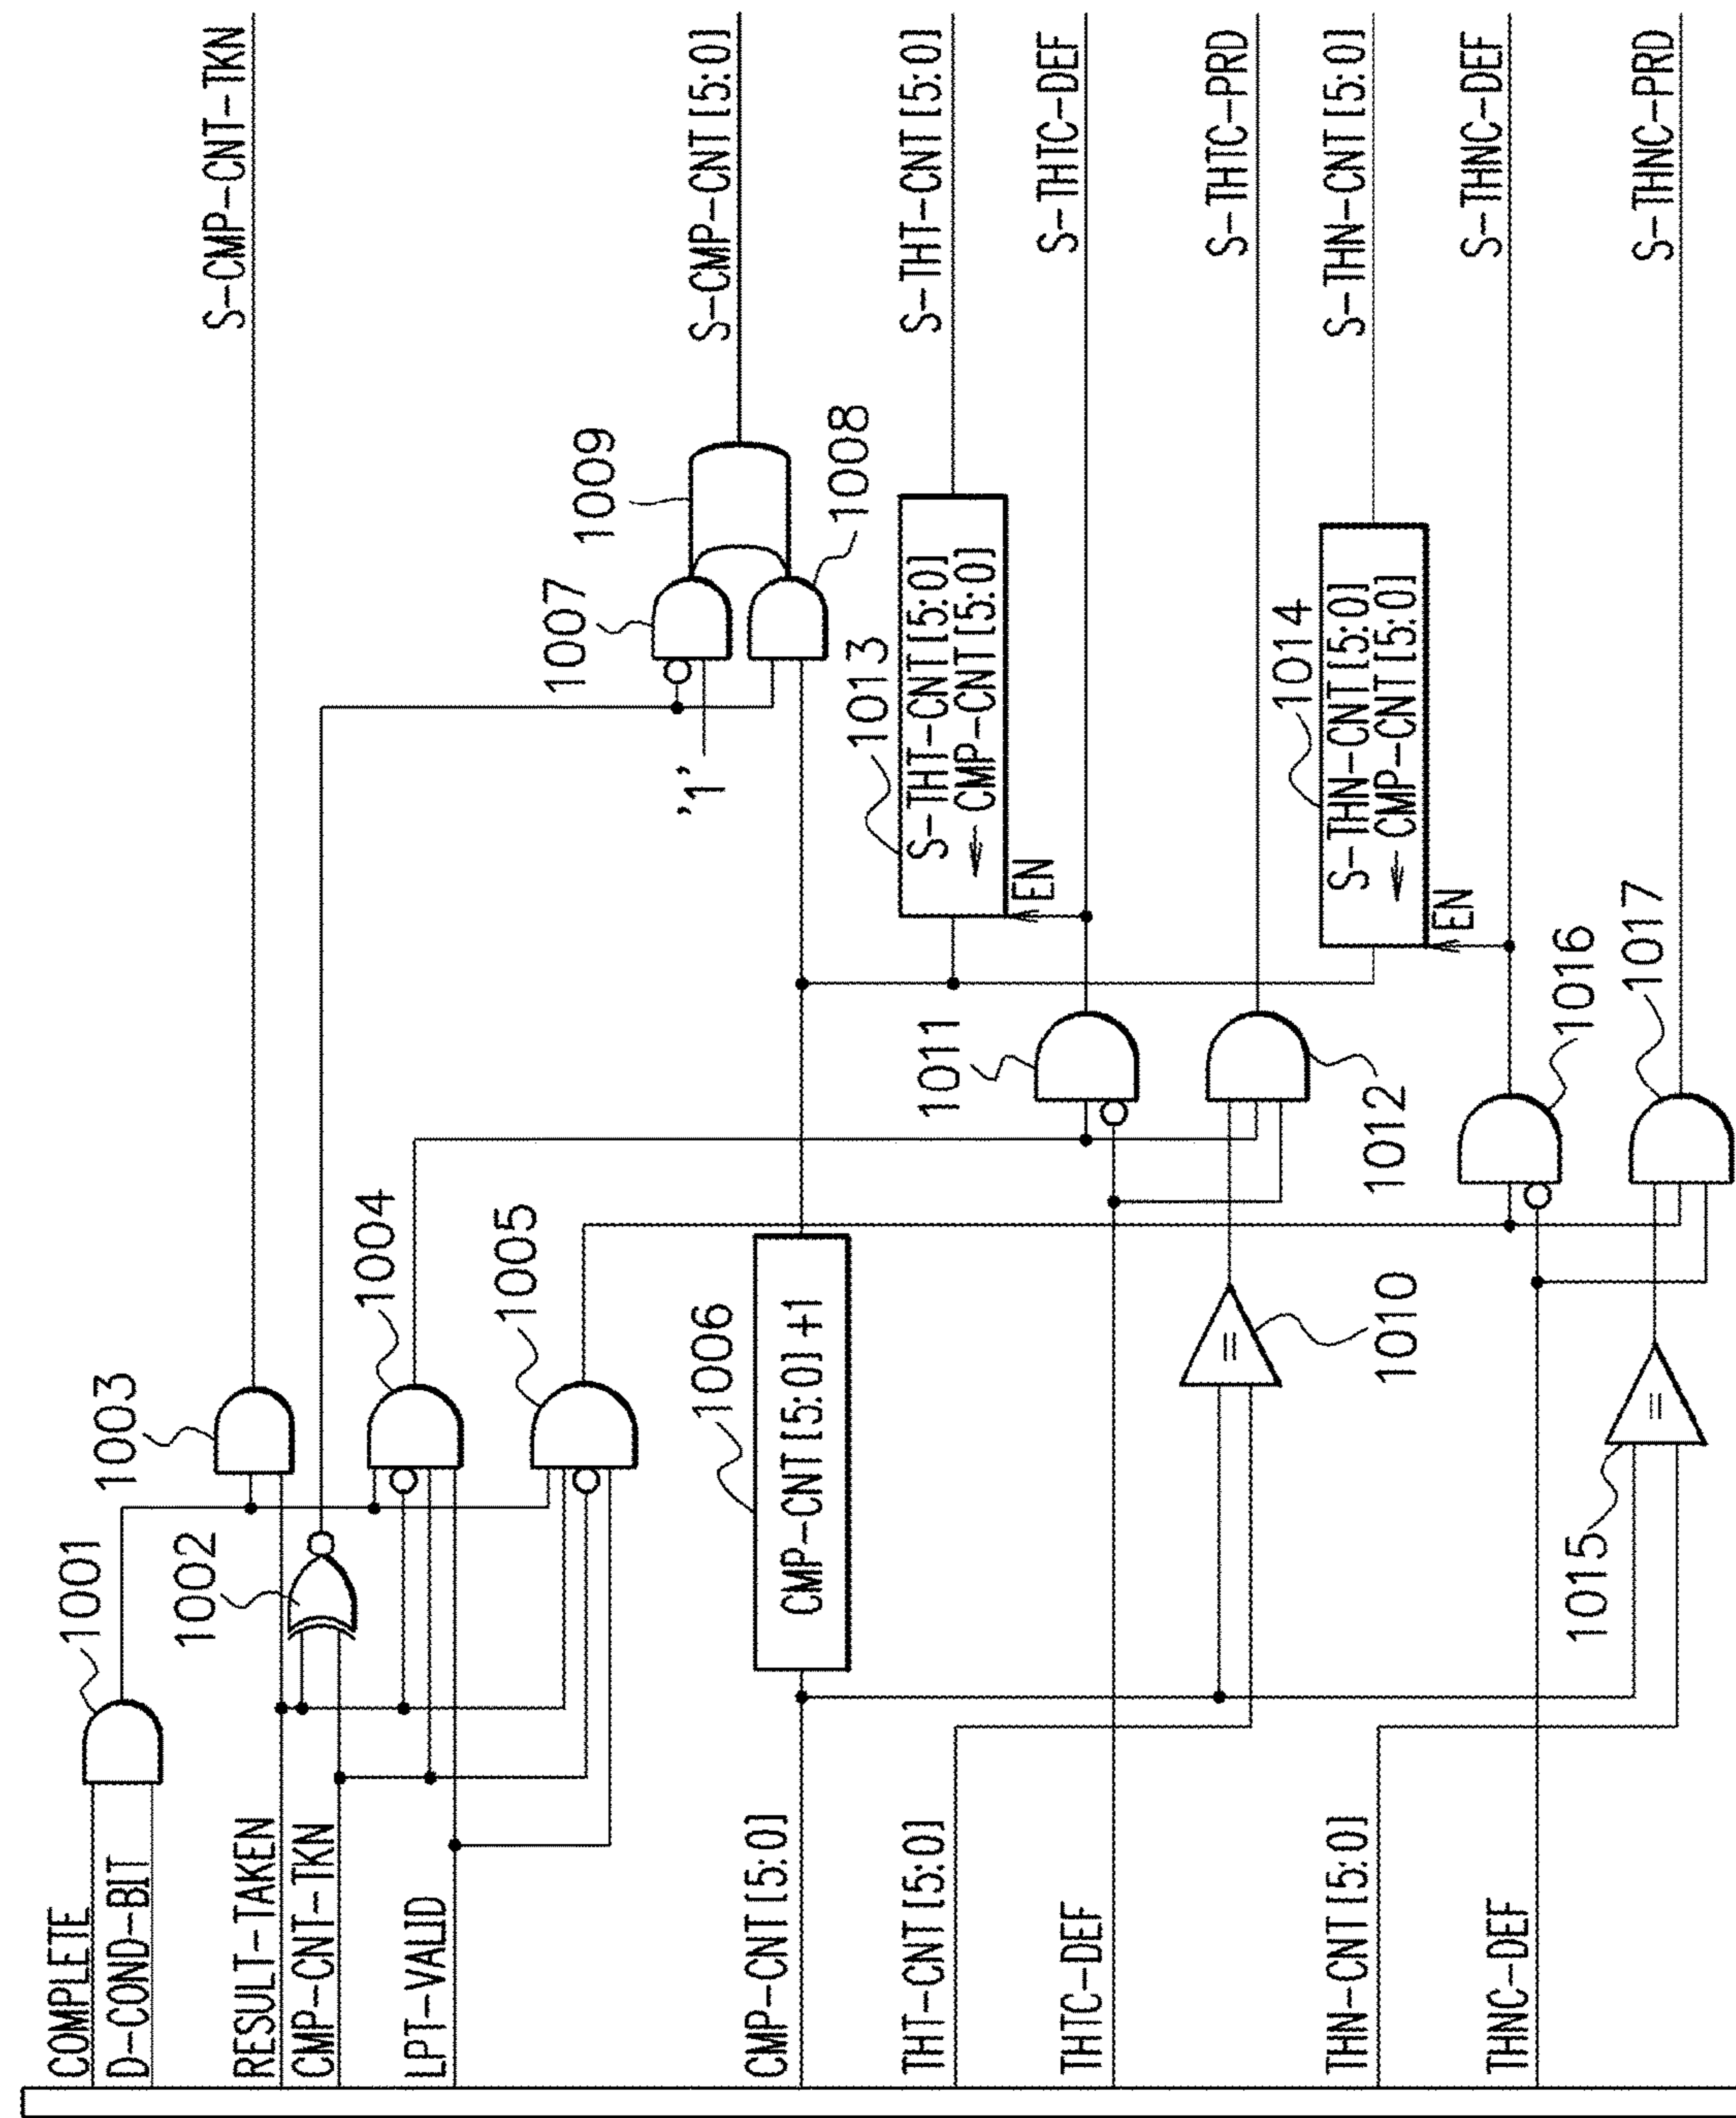 COMPLETE
D-COND-BIT
RESULT-TAKEN
CMP-CNT-TKN
LPT-VALID
CMP-CNT[5:0]
THT-CNT[5:0]
THTC-DEF
THN-CNT[5:0]
THNC-DEF
1001
1002
1003
1004
1005
1006
CMP-CNT[5:0]+1
=
1010
=
1015
1011
1012
1016
1017
1007
'1'
1009
1008
1013
S-THT-CNT[5:0]
← CMP-CNT[5:0]
EN
1014
S-THN-CNT[5:0]
← CMP-CNT[5:0]
EN
S-CMP-CNT-TKN
S-CMP-CNT[5:0]
S-THT-CNT[5:0]
S-THTC-DEF
S-THTC-PRD
S-THN-CNT[5:0]
S-THNC-DEF
S-THNC-PRD